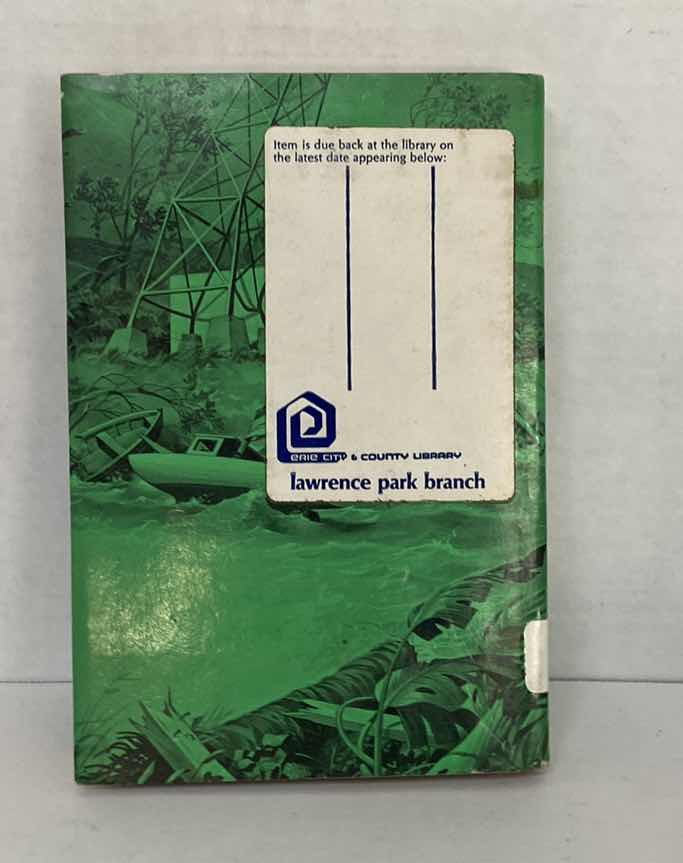 Item is due back at the library on
the latest date appearing below:
ERIE CITY & COUNTY LIBRARY
lawrence park branch